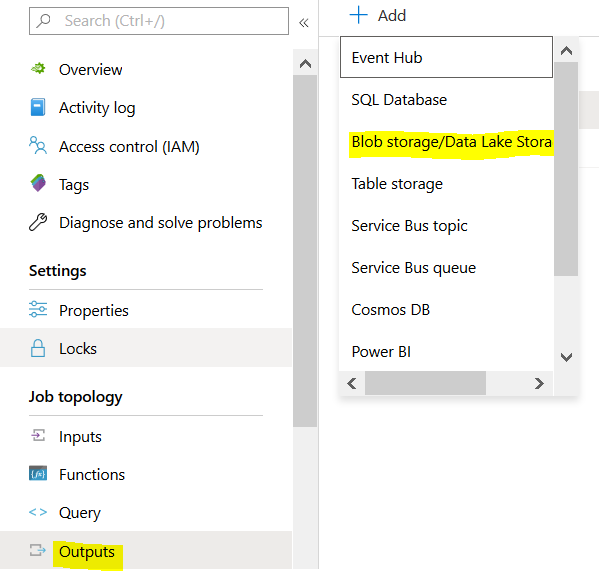 Search (Ctrl+/)
«
Overview
Activity log
Access control (IAM)
Tags
Diagnose and solve problems
Settings
Properties
Locks
Job topology
Inputs
Functions
Query
Outputs
+ Add
Event Hub
SQL Database
Blob storage/Data Lake Stora
Table storage
Service Bus topic
Service Bus queue
Cosmos DB
Power BI